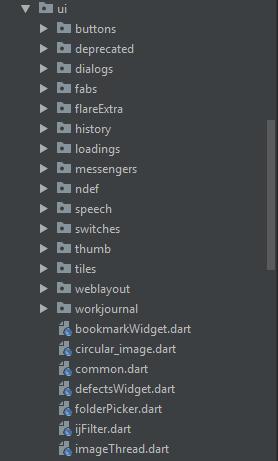 ui
buttons
deprecated
dialogs
fabs
flareExtra
history
loadings
messengers
ndef
speech
switches
thumb
tiles
weblayout
workjournal
bookmarkWidget.dart
circular_image.dart
common.dart
defectsWidget.dart
folderPicker.dart
ijFilter.dart
imageThread.dart